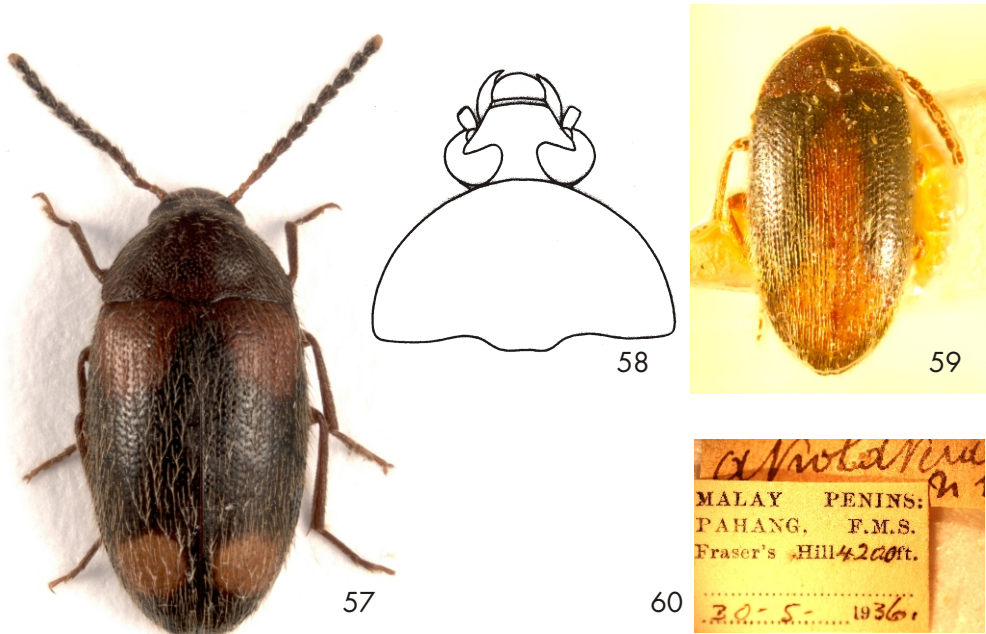 58
59
MALAY PENINS:
PAHANG, F.M.S.
Fraser's Hill 4200ft.
30-5- 1936.
57
60